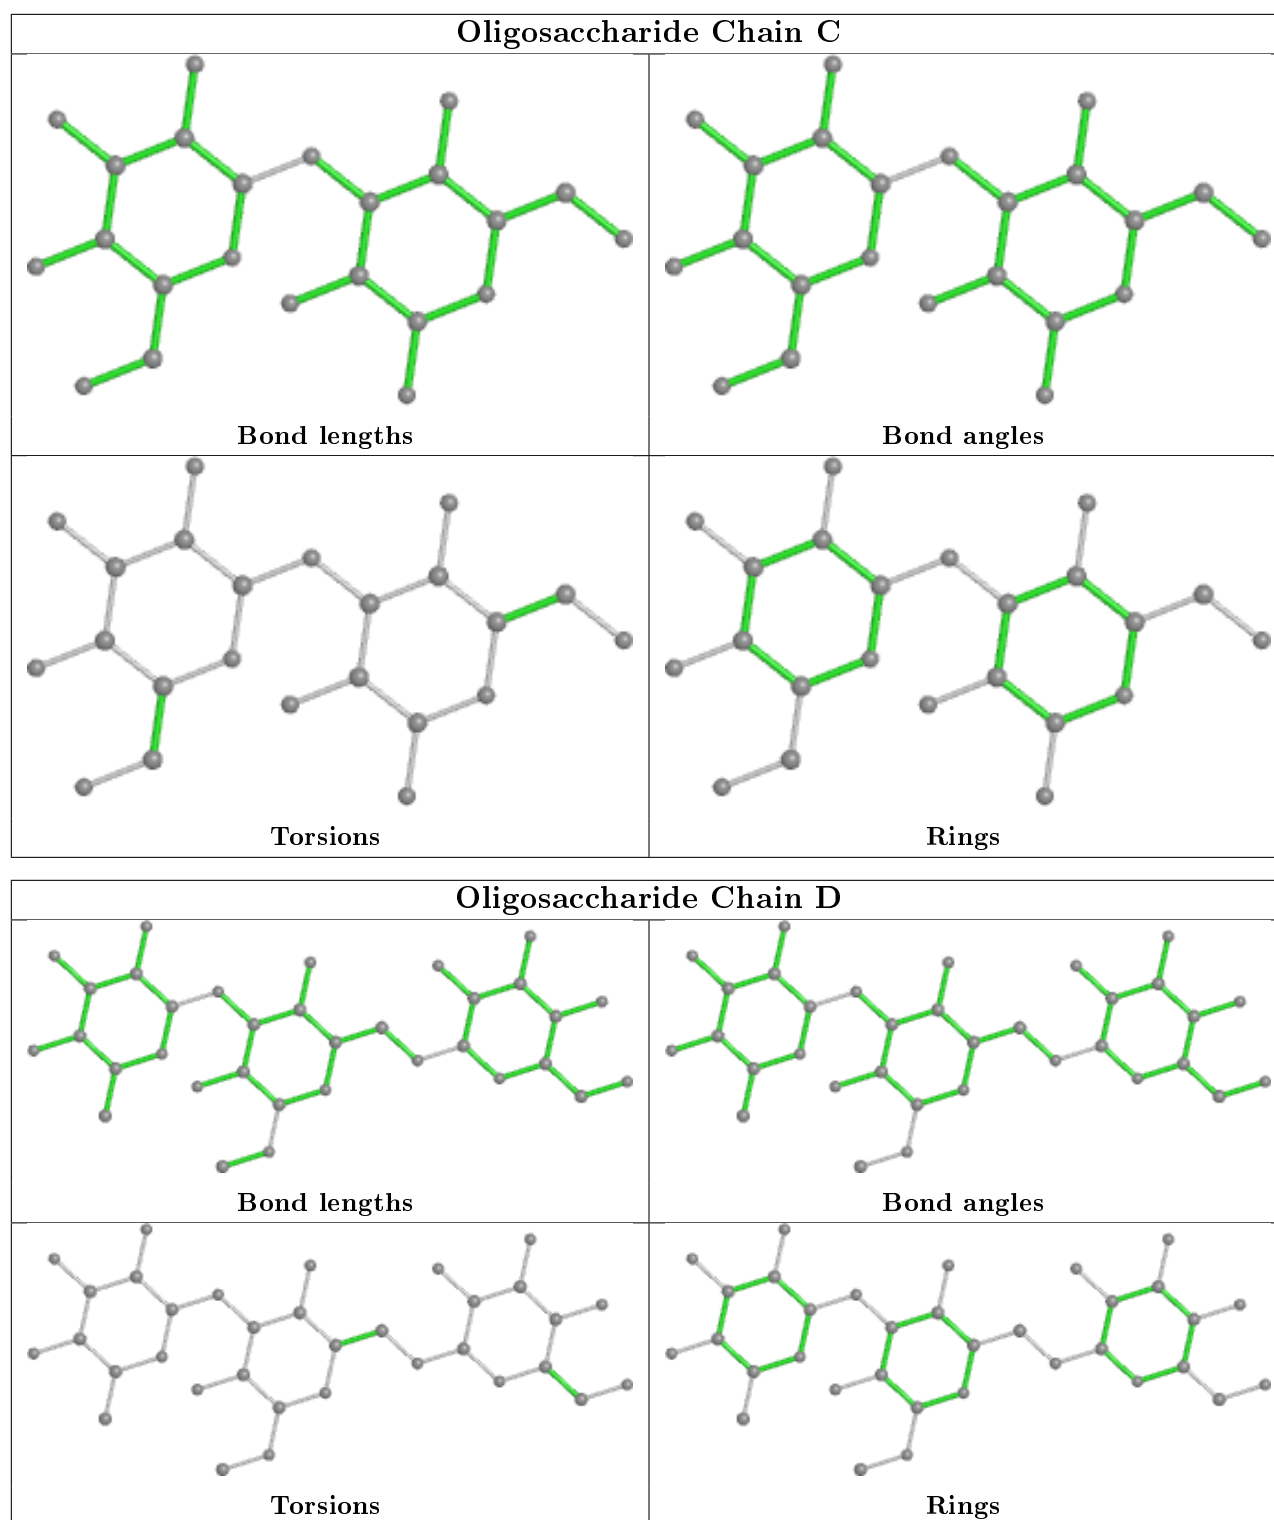 Oligosaccharide Chain C
Bond lengths
Bond angles
Torsions
Rings
Oligosaccharide Chain D
Bond lengths
Bond angles
Torsions
Rings